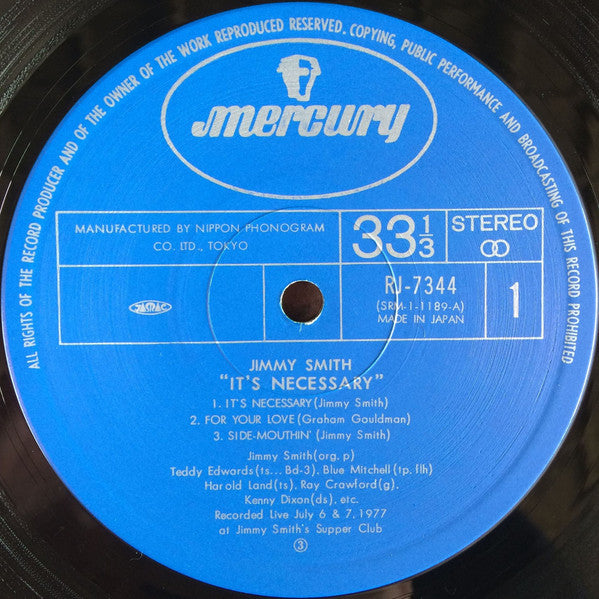 ALL RIGHTS OF THE RECORD PRODUCER AND OF THE OWNER OF THE WORK REPRODUCED RESERVED. COPYING, PUBLIC PERFORMANCE AND BROADCASTING OF THIS RECORD PROHIBITED
mercury
MANUFACTURED BY NIPPON PHONOGRAM
CO. LTD., TOKYO
33 1/3
STEREO
JASRAC
RJ-7344
(SRM-1-1189-A)
MADE IN JAPAN
1
JIMMY SMITH
"IT'S NECESSARY"
1. IT'S NECESSARY (Jimmy Smith)
2. FOR YOUR LOVE (Graham Gouldman)
3. SIDE-MOUTHIN' (Jimmy Smith)
Jimmy Smith (org. p)
Teddy Edwards (ts... Bd-3), Blue Mitchell (tp. flh)
Harold Land (ts), Ray Crawford (g),
Kenny Dixon (ds), etc.
Recorded Live July 6 & 7. 1977
at Jimmy Smith's Supper Club
③